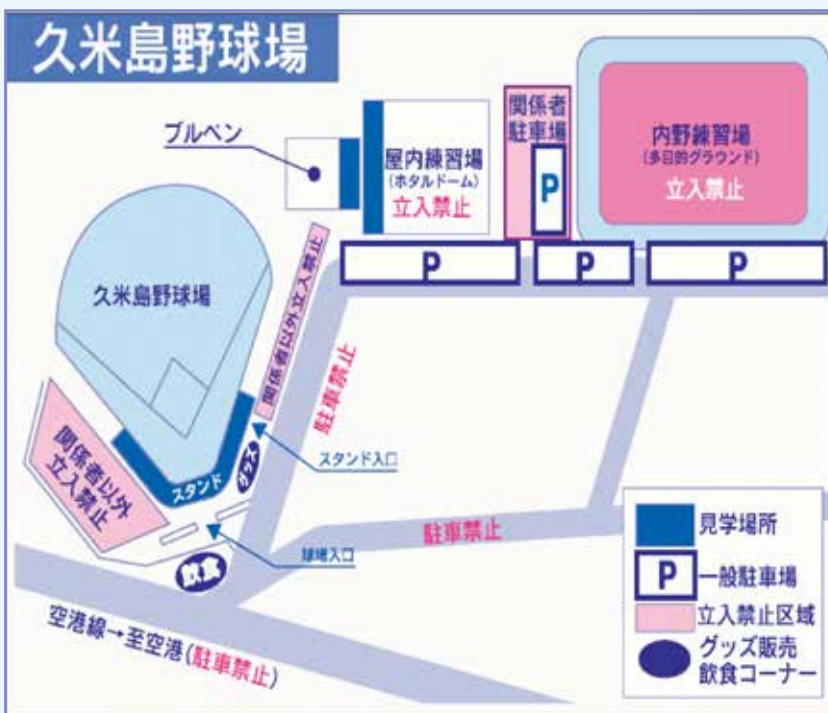 久米島野球場
ブルペン
屋内練習場
(ホタルドーム)
立入禁止
関係者
駐車場
P
内野練習場
(多目的グラウンド)
立入禁止
P
P
P
久米島野球場
関係者以外立入禁止
駐車禁止
関係者以外
立入禁止
スタンド
グッズ
スタンド入口
球場入口
飲食
駐車禁止
空港線→至空港(駐車禁止)
見学場所
P
一般駐車場
立入禁止区域
グッズ販売
飲食コーナー